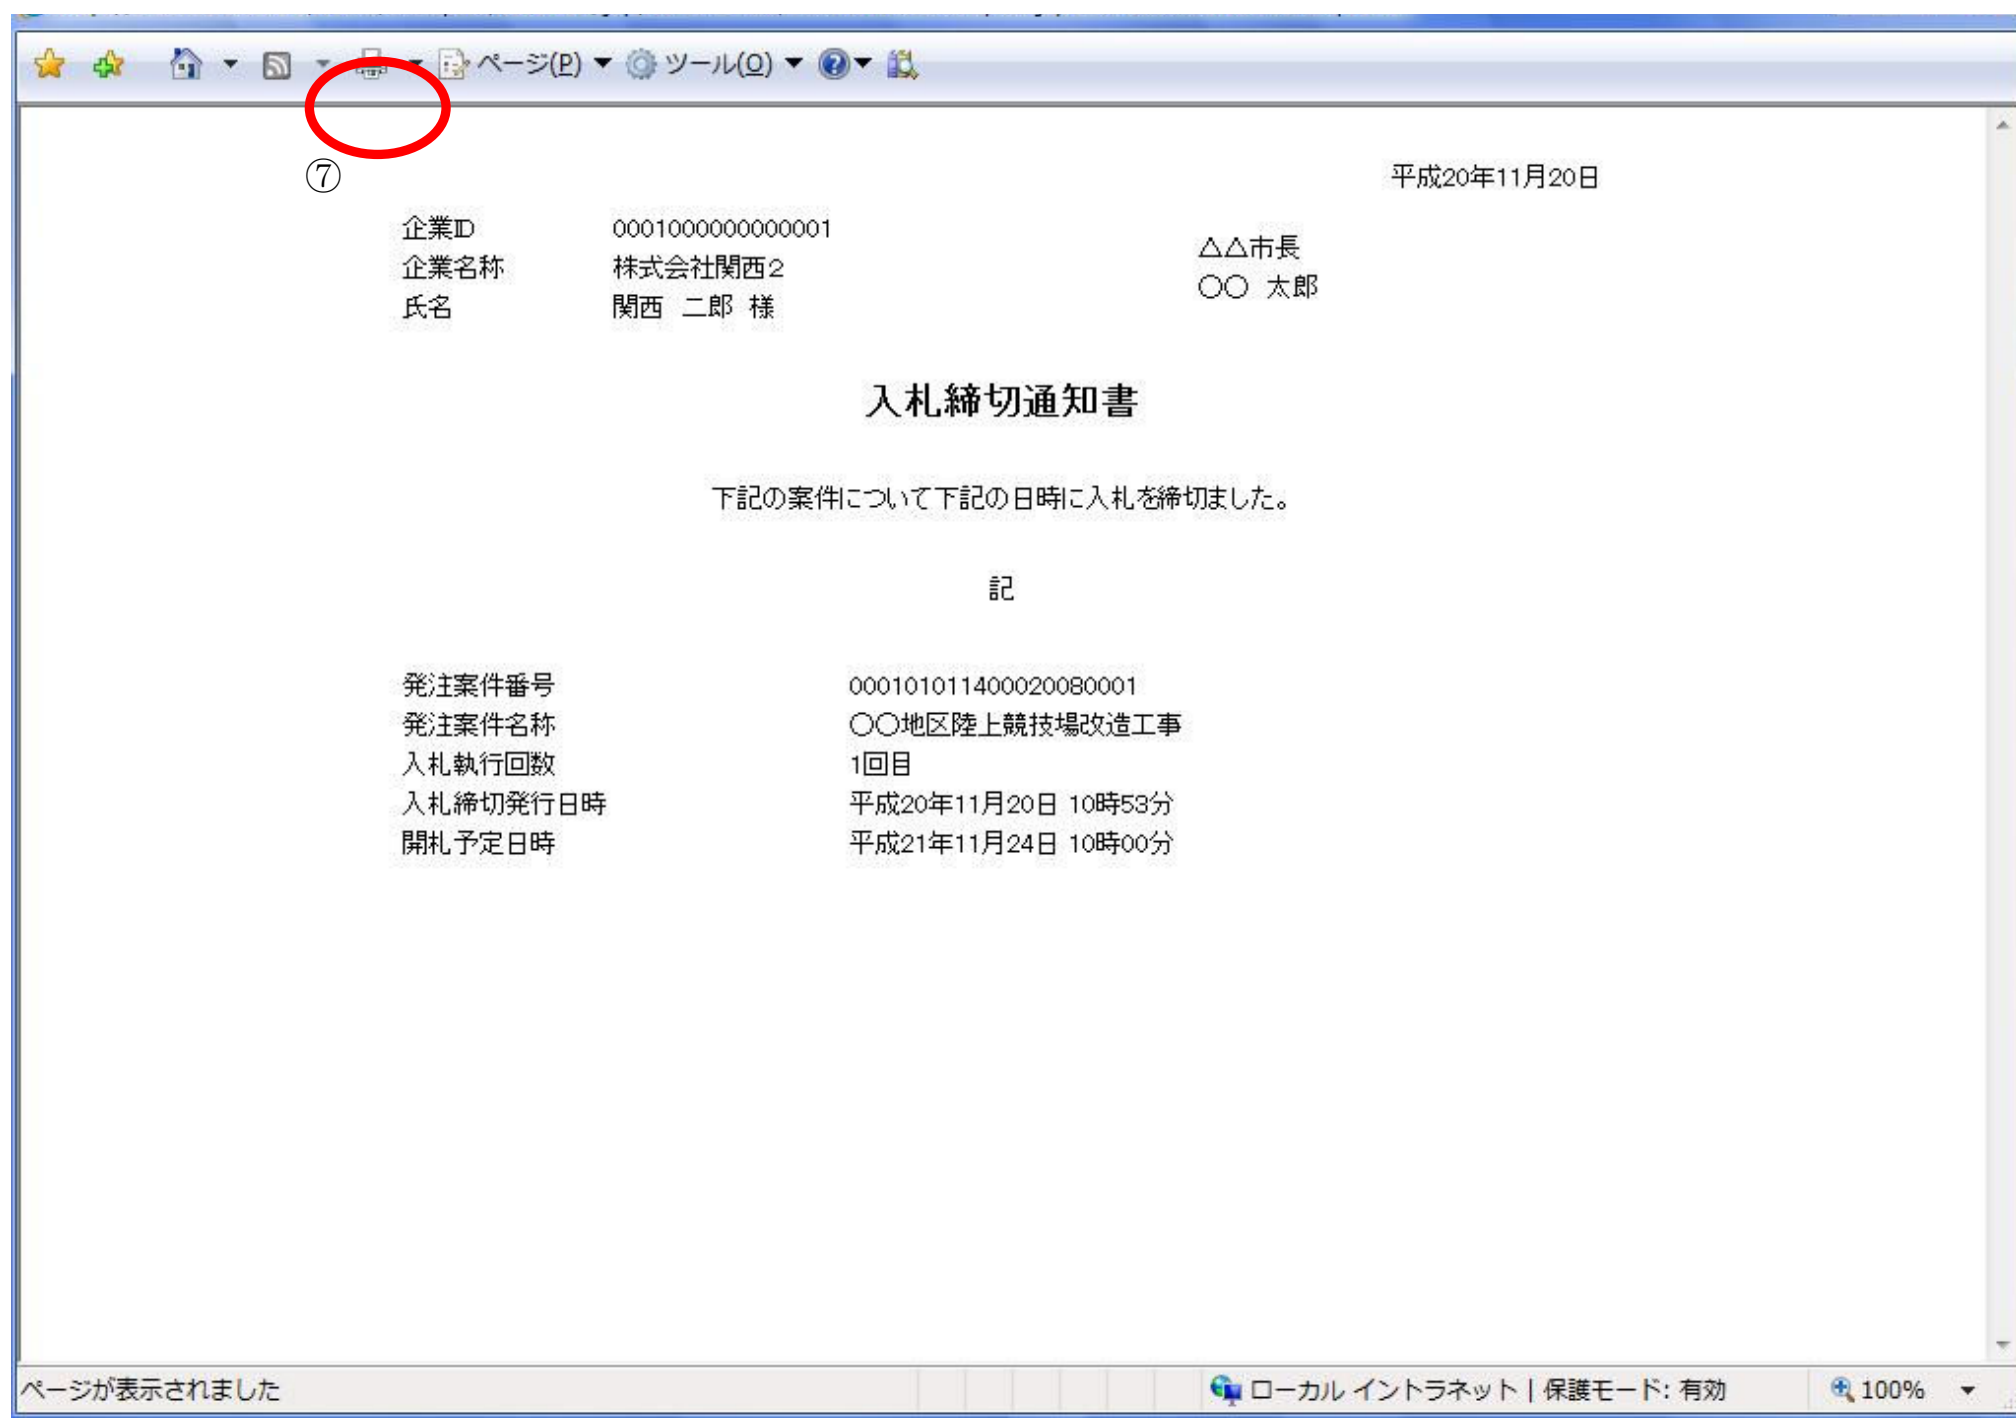 ページ(P) ツール(O)
⑦
平成20年11月20日
企業ID 0001000000000001
企業名称 株式会社関西2
氏名 関西 二郎 様
△△市長
〇〇 太郎
入札締切通知書
下記の案件について下記の日時に入札を締切ました。
記
発注案件番号 000101011400020080001
発注案件名称 〇〇地区陸上競技場改造工事
入札執行回数 1回目
入札締切発行日時 平成20年11月20日 10時53分
開札予定日時 平成21年11月24日 10時00分
ページが表示されました ローカル イントラネット | 保護モード: 有効 100%